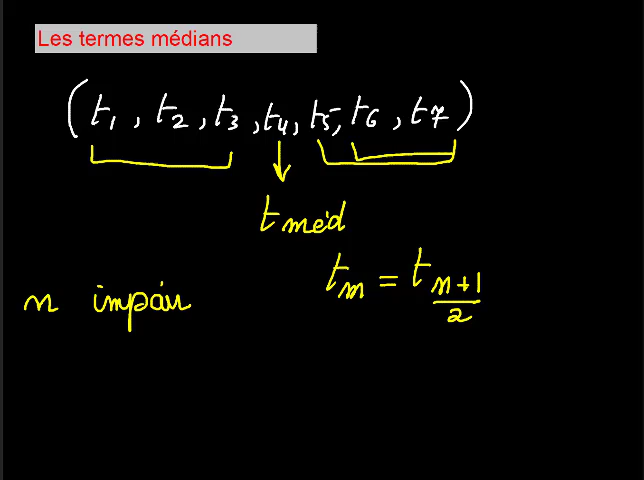 Les termes médians
(t1, t2, t3, t4, t5, t6, t7)
tméd
tm = t(n+1)/2
n impair